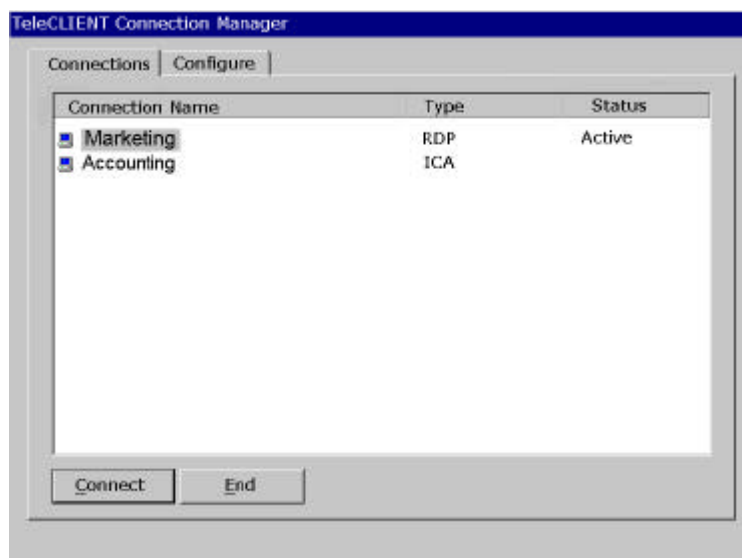 TeleCLIENT Connection Manager
Connections Configure
Connection Name Type Status
Marketing RDP Active
Accounting ICA
Connect End